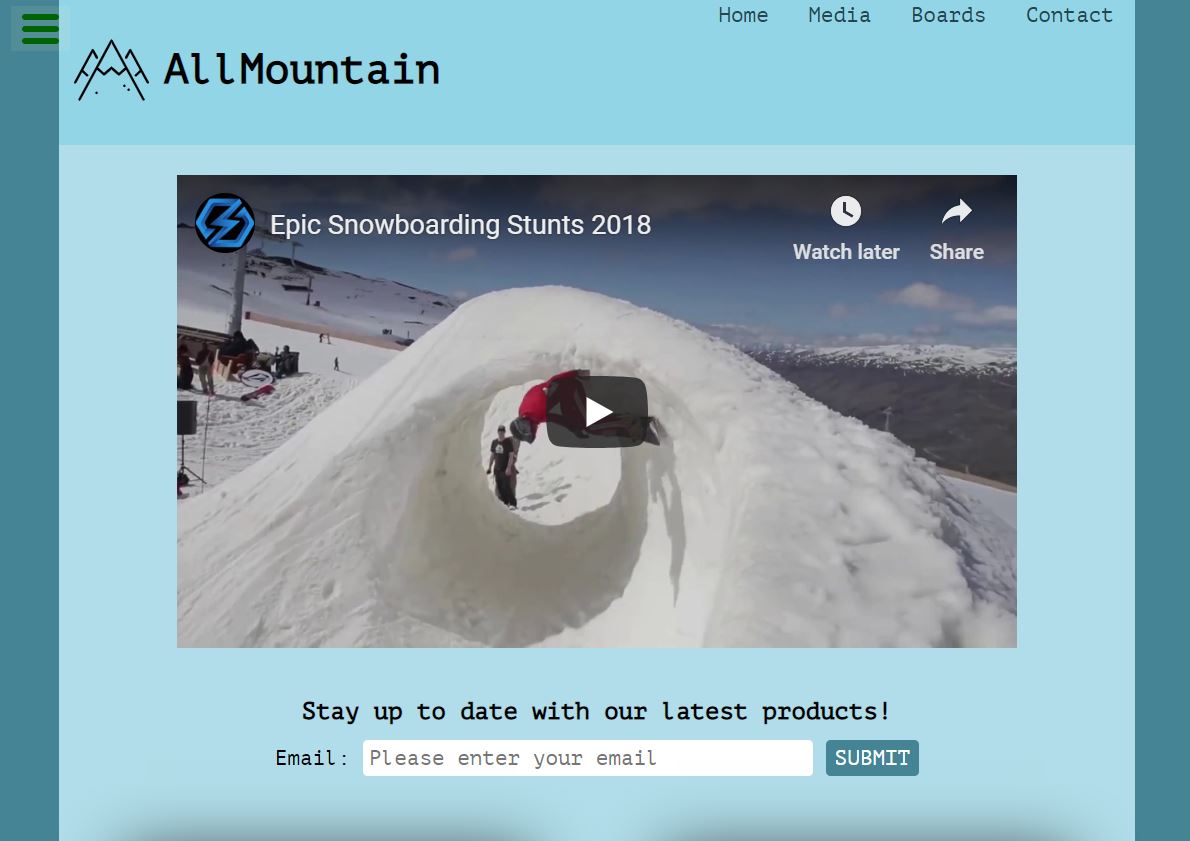 Home Media Boards Contact
AllMountain
Epic Snowboarding Stunts 2018
Watch later Share
Stay up to date with our latest products!
Email: Please enter your email SUBMIT